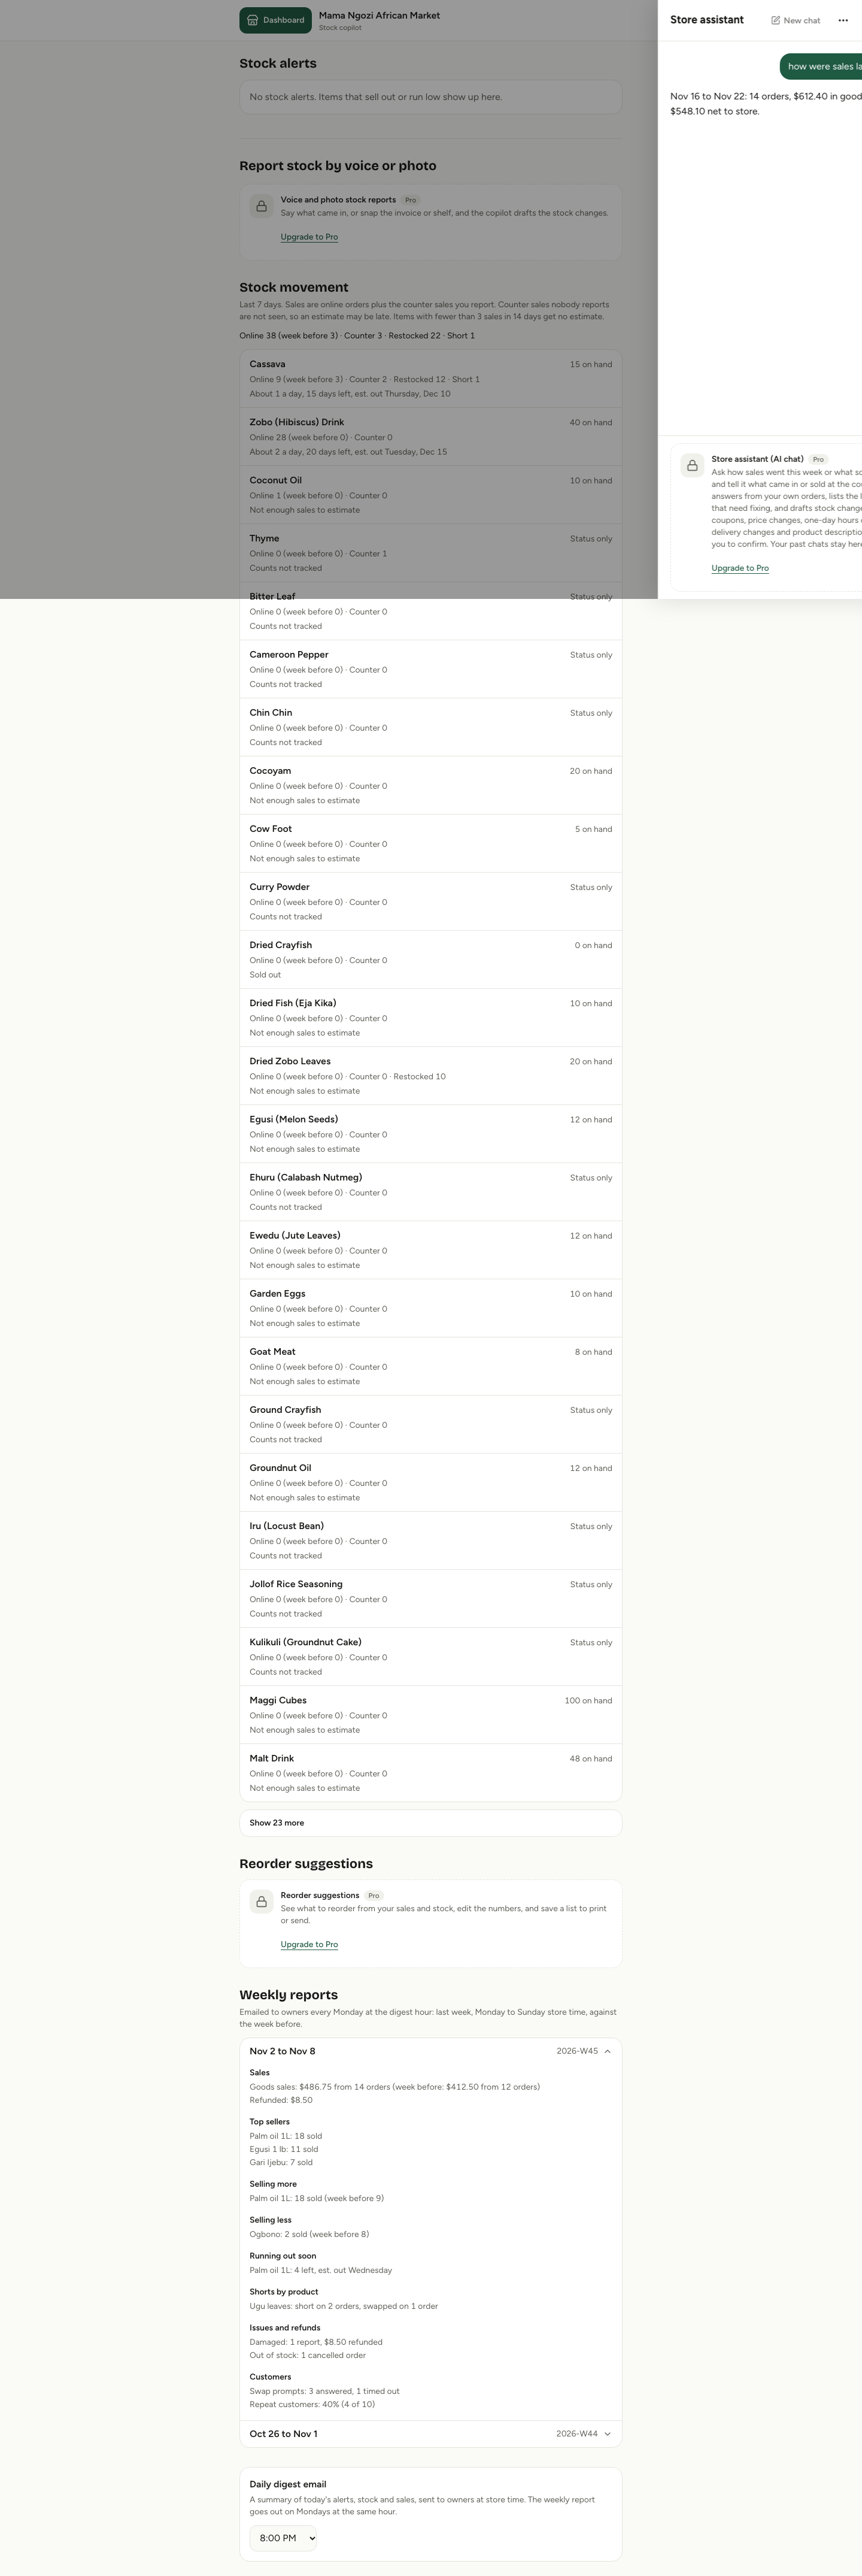 Dashboard
Mama Ngozi African Market
Stock copilot
Stock alerts
No stock alerts. Items that sell out or run low show up here.
Report stock by voice or photo
Voice and photo stock reports Pro
Say what came in, or snap the invoice or shelf, and the copilot drafts the stock changes.
Upgrade to Pro
Stock movement
Last 7 days. Sales are online orders plus the counter sales you report. Counter sales nobody reports
are not seen, so an estimate may be late. Items with fewer than 3 sales in 14 days get no estimate.
Online 38 (week before 3) · Counter 3 · Restocked 22 · Short 1
Cassava 15 on hand
Online 9 (week before 3) · Counter 2 · Restocked 12 · Short 1
About 1 a day, 15 days left, est. out Thursday, Dec 10
Zobo (Hibiscus) Drink 40 on hand
Online 28 (week before 0) · Counter 0
About 2 a day, 20 days left, est. out Tuesday, Dec 15
Coconut Oil 10 on hand
Online 1 (week before 0) · Counter 0
Not enough sales to estimate
Thyme Status only
Online 0 (week before 0) · Counter 1
Counts not tracked
Bitter Leaf Status only
Online 0 (week before 0) · Counter 0
Counts not tracked
Cameroon Pepper Status only
Online 0 (week before 0) · Counter 0
Counts not tracked
Chin Chin Status only
Online 0 (week before 0) · Counter 0
Counts not tracked
Cocoyam 20 on hand
Online 0 (week before 0) · Counter 0
Not enough sales to estimate
Cow Foot 5 on hand
Online 0 (week before 0) · Counter 0
Not enough sales to estimate
Curry Powder Status only
Online 0 (week before 0) · Counter 0
Counts not tracked
Dried Crayfish 0 on hand
Online 0 (week before 0) · Counter 0
Sold out
Dried Fish (Eja Kika) 10 on hand
Online 0 (week before 0) · Counter 0
Not enough sales to estimate
Dried Zobo Leaves 20 on hand
Online 0 (week before 0) · Counter 0 · Restocked 10
Not enough sales to estimate
Egusi (Melon Seeds) 12 on hand
Online 0 (week before 0) · Counter 0
Not enough sales to estimate
Ehuru (Calabash Nutmeg) Status only
Online 0 (week before 0) · Counter 0
Counts not tracked
Ewedu (Jute Leaves) 12 on hand
Online 0 (week before 0) · Counter 0
Not enough sales to estimate
Garden Eggs 10 on hand
Online 0 (week before 0) · Counter 0
Not enough sales to estimate
Goat Meat 8 on hand
Online 0 (week before 0) · Counter 0
Not enough sales to estimate
Ground Crayfish Status only
Online 0 (week before 0) · Counter 0
Counts not tracked
Groundnut Oil 12 on hand
Online 0 (week before 0) · Counter 0
Not enough sales to estimate
Iru (Locust Bean) Status only
Online 0 (week before 0) · Counter 0
Counts not tracked
Jollof Rice Seasoning Status only
Online 0 (week before 0) · Counter 0
Counts not tracked
Kulikuli (Groundnut Cake) Status only
Online 0 (week before 0) · Counter 0
Counts not tracked
Maggi Cubes 100 on hand
Online 0 (week before 0) · Counter 0
Not enough sales to estimate
Malt Drink 48 on hand
Online 0 (week before 0) · Counter 0
Not enough sales to estimate
Show 23 more
Reorder suggestions
Reorder suggestions Pro
See what to reorder from your sales and stock, edit the numbers, and save a list to print
or send.
Upgrade to Pro
Weekly reports
Emailed to owners every Monday at the digest hour: last week, Monday to Sunday store time, against
the week before.
Nov 2 to Nov 8 2026-W45
Sales
Goods sales: $486.75 from 14 orders (week before: $412.50 from 12 orders)
Refunded: $8.50
Top sellers
Palm oil 1L: 18 sold
Egusi 1 lb: 11 sold
Gari Ijebu: 7 sold
Selling more
Palm oil 1L: 18 sold (week before 9)
Selling less
Ogbono: 2 sold (week before 8)
Running out soon
Palm oil 1L: 4 left, est. out Wednesday
Shorts by product
Ugu leaves: short on 2 orders, swapped on 1 order
Issues and refunds
Damaged: 1 report, $8.50 refunded
Out of stock: 1 cancelled order
Customers
Swap prompts: 3 answered, 1 timed out
Repeat customers: 40% (4 of 10)
Oct 26 to Nov 1 2026-W44
Daily digest email
A summary of today's alerts, stock and sales, sent to owners at store time. The weekly report
goes out on Mondays at the same hour.
8:00 PM
Store assistant New chat
how were sales la
Nov 16 to Nov 22: 14 orders, $612.40 in good
$548.10 net to store.
Store assistant (AI chat) Pro
Ask how sales went this week or what so
and tell it what came in or sold at the co
answers from your own orders, lists the l
that need fixing, and drafts stock change
coupons, price changes, one-day hours
delivery changes and product descriptio
you to confirm. Your past chats stay her
Upgrade to Pro